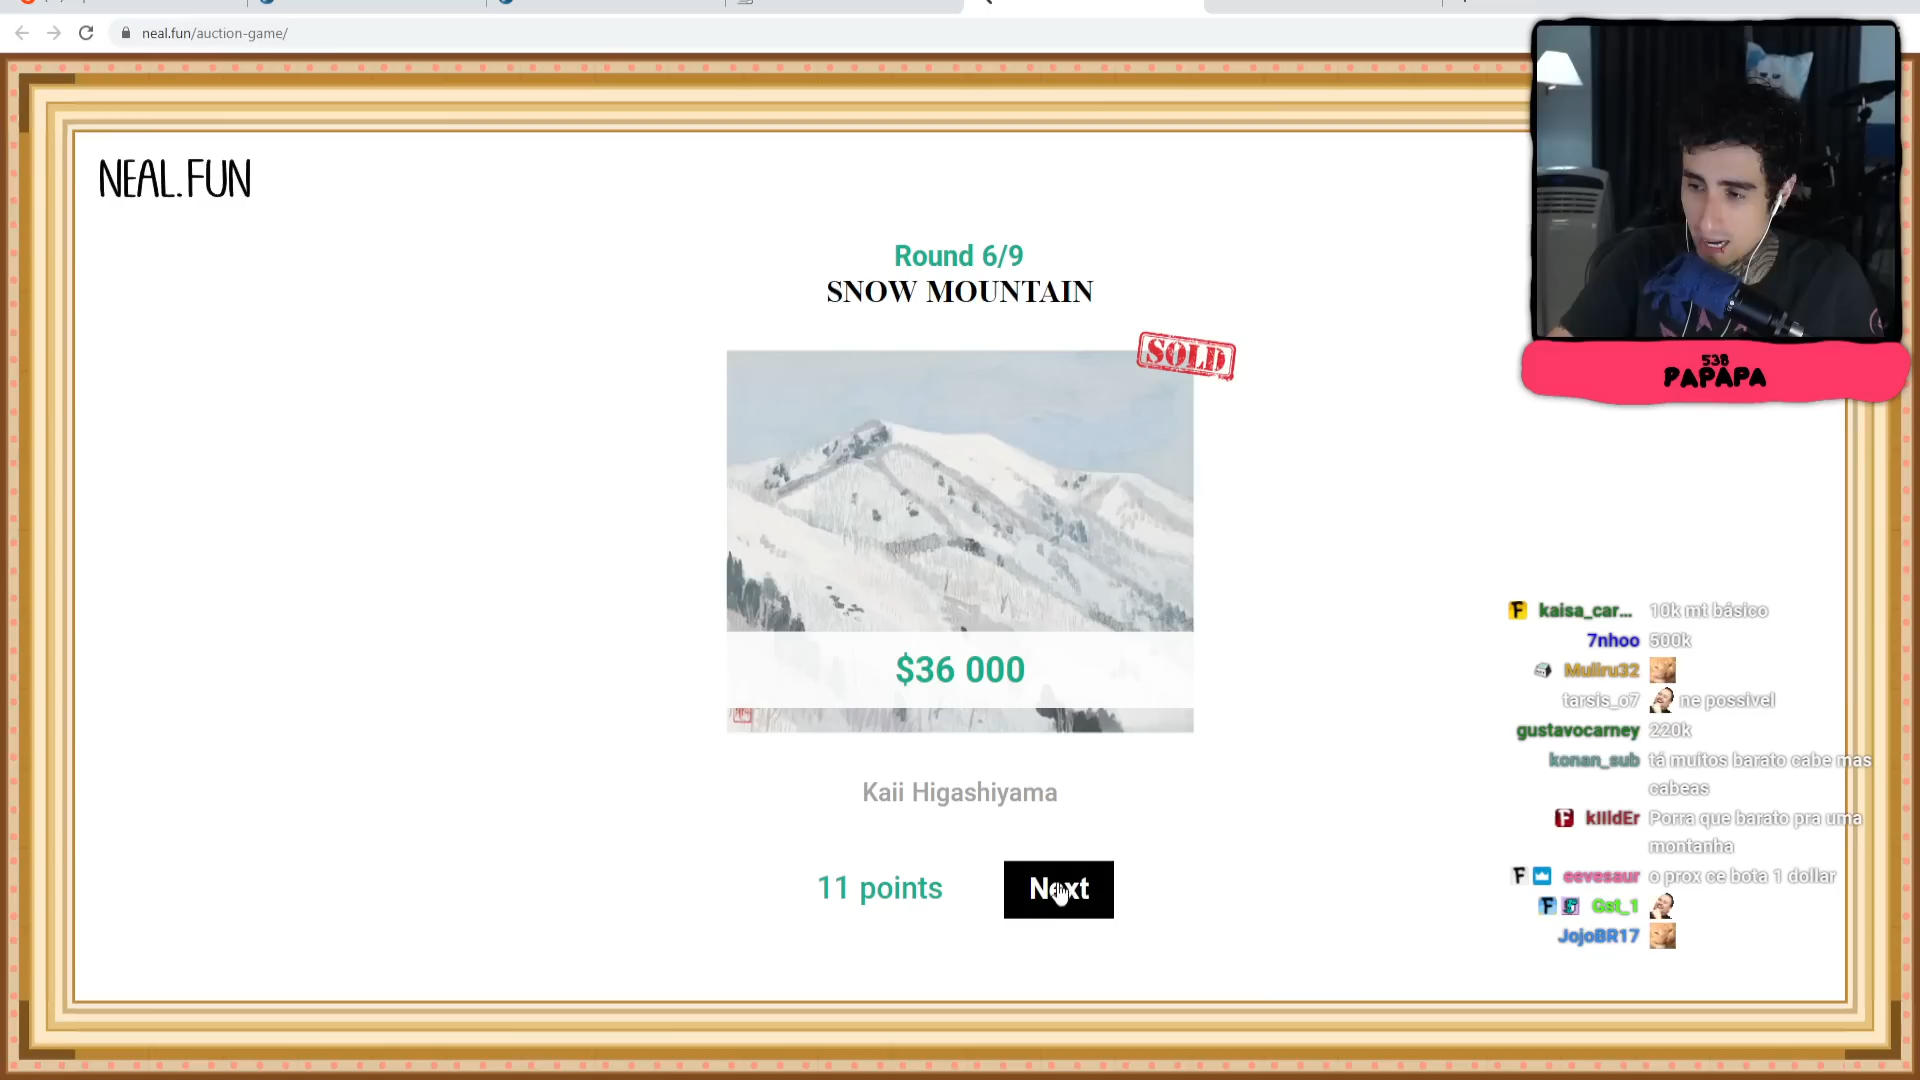 neal.fun/auction-game/
NEAL.FUN
Round 6/9
SNOW MOUNTAIN
SOLD
$36 000
Kaii Higashiyama
11 points
Next
538
PAPAPA
kaisa_car... 10k mt básico
7nhoo 500k
Muliru32
tarsis_o7 ne possivel
gustavocarney 220k
konan_sub tá muitos barato cabe mas
cabeas
kIIldEr Porra que barato pra uma
montanha
eevesaur o prox ce bota 1 dollar
Gst_1
JojoBR17